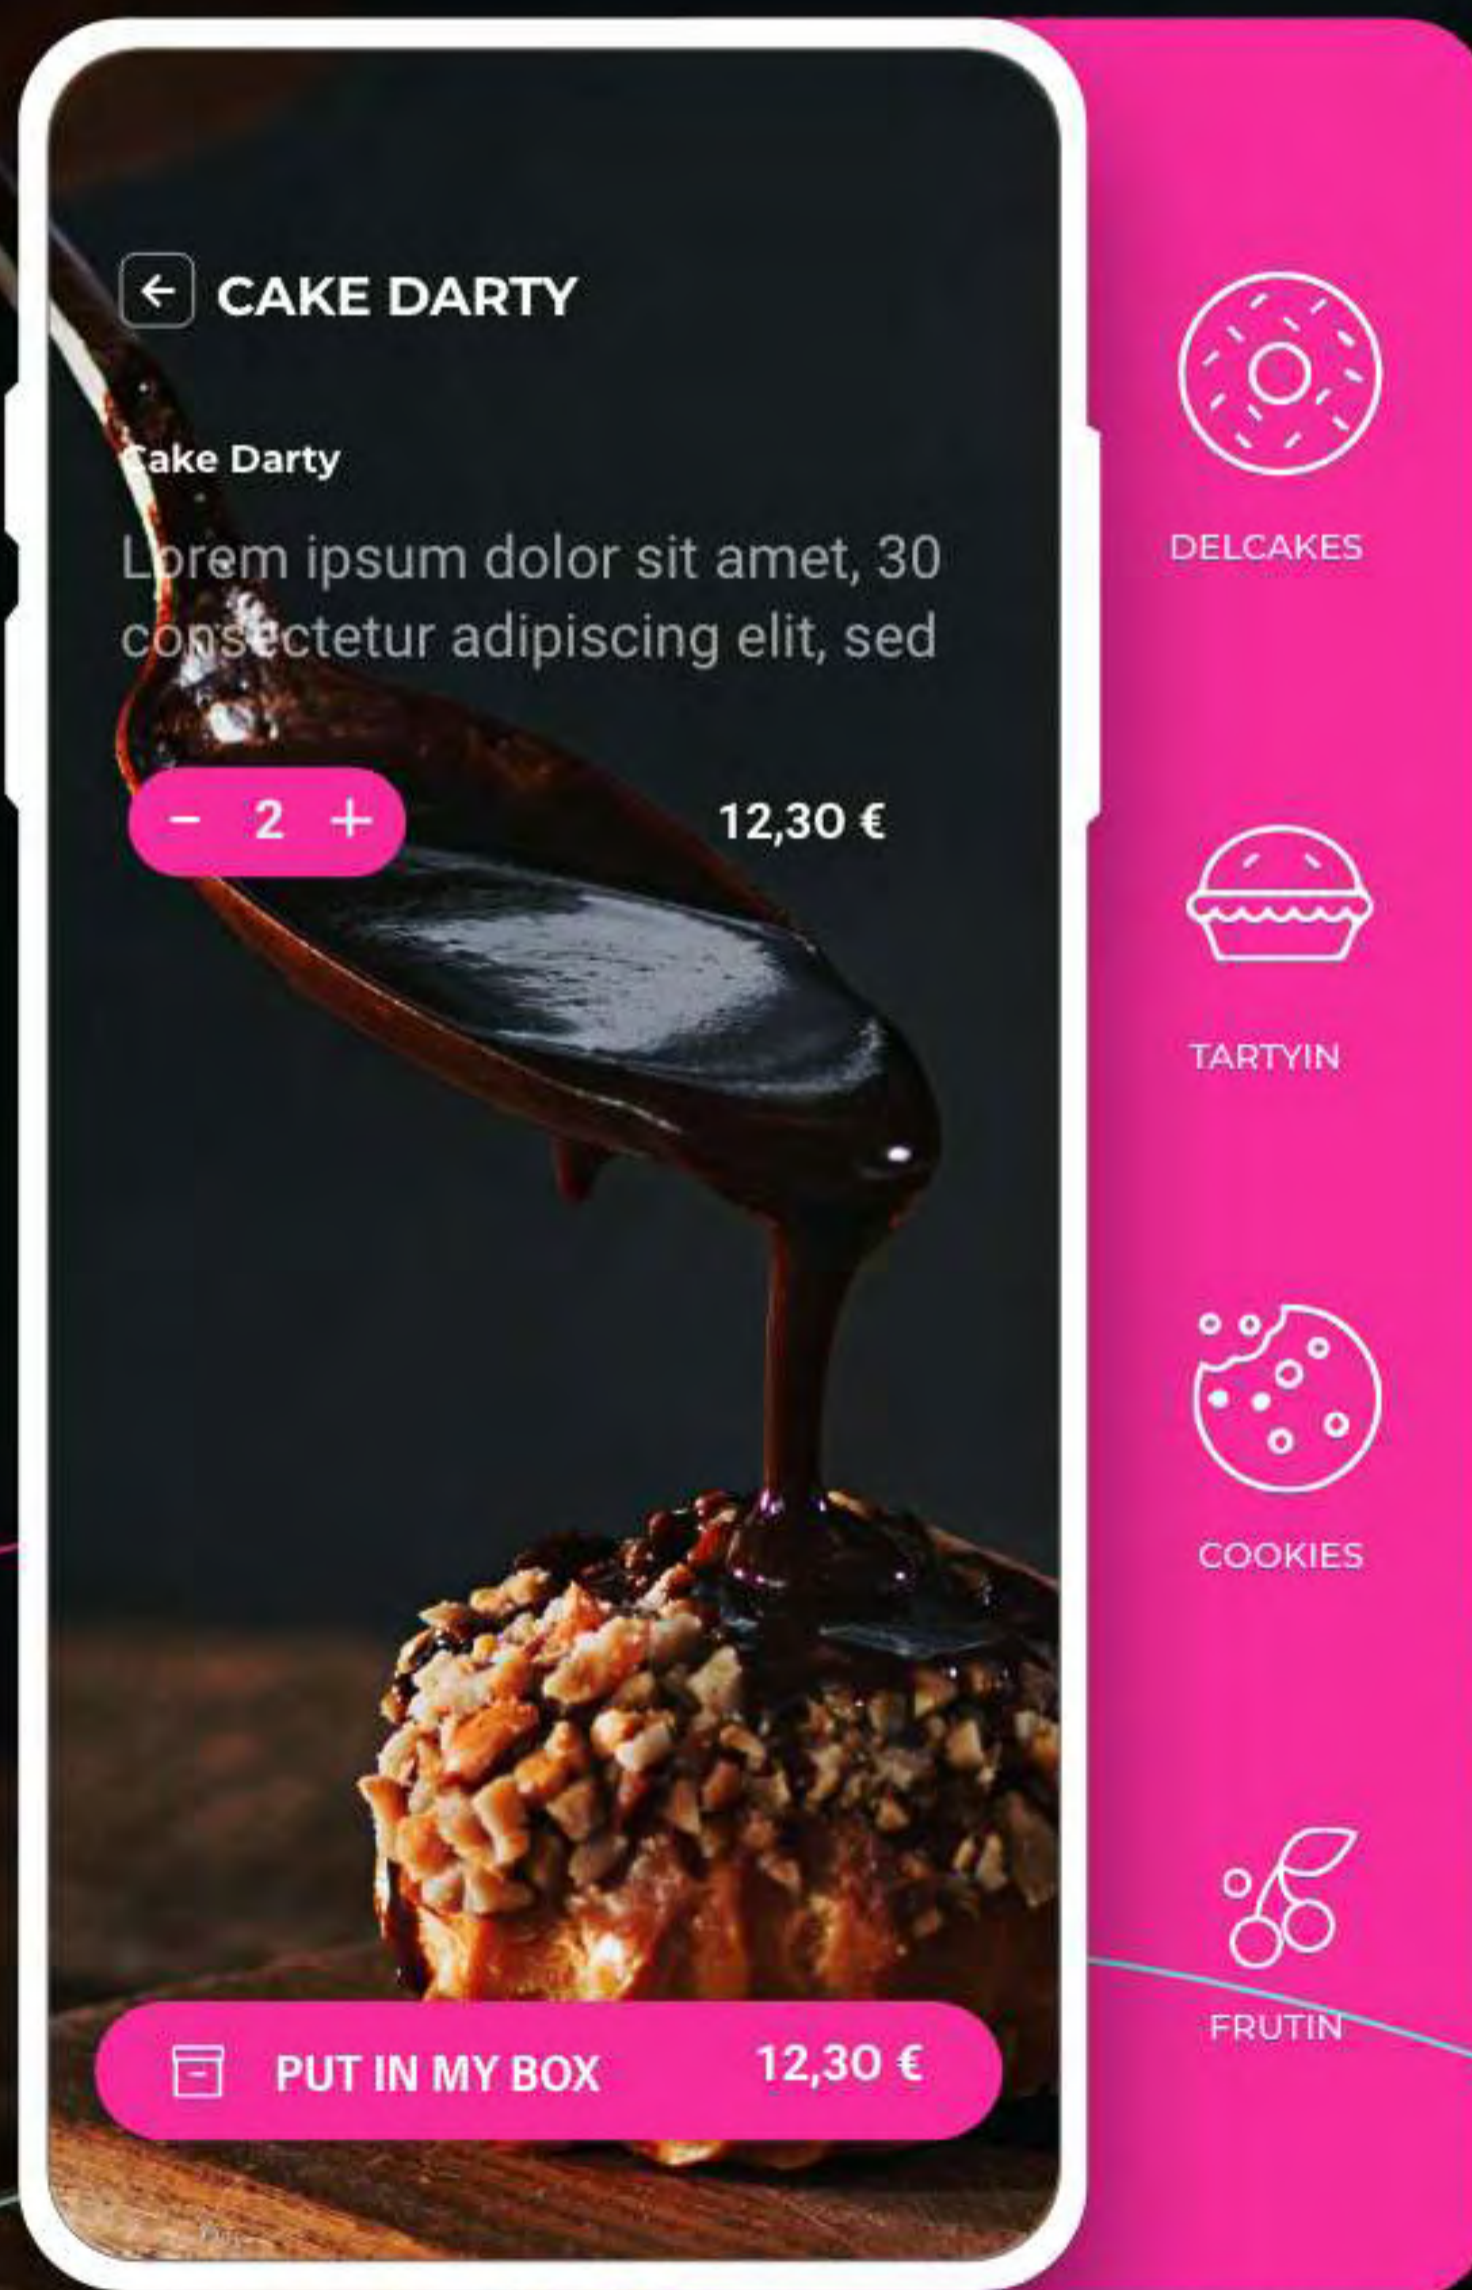 CAKE DARTY
Cake Darty
Lorem ipsum dolor sit amet, 30
consectetur adipiscing elit, sed
− 2 +
12,30 €
PUT IN MY BOX 12,30 €
DELCAKES
TARTYIN
COOKIES
FRUTIN